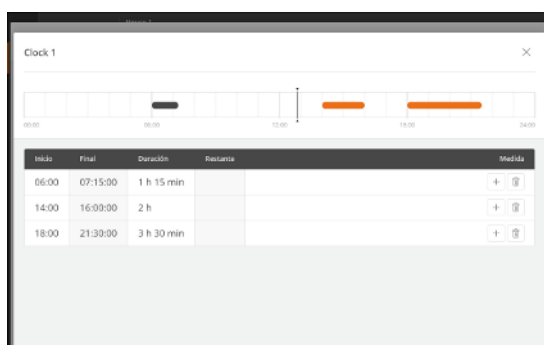 Clock 1
00:00 06:00 12:00 18:00 24:00
Inicio Final Duración Restante Medida
06:00 07:15:00 1 h 15 min
14:00 16:00:00 2 h
18:00 21:30:00 3 h 30 min